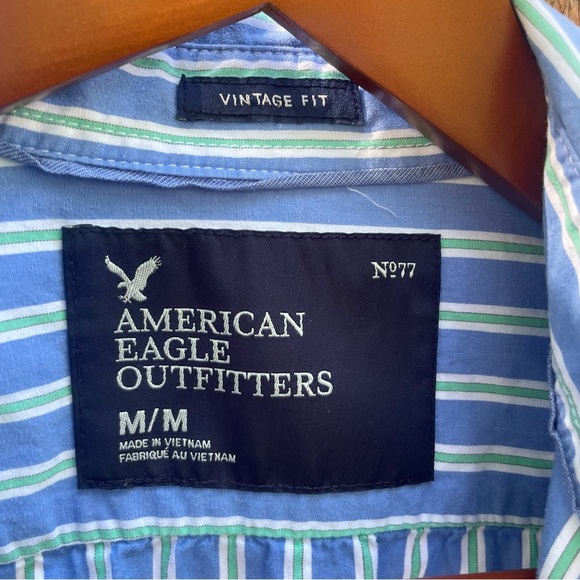 VINTAGE FIT
Nº77
AMERICAN
EAGLE
OUTFITTERS
M/M
MADE IN VIETNAM
FABRIQUÉ AU VIETNAM